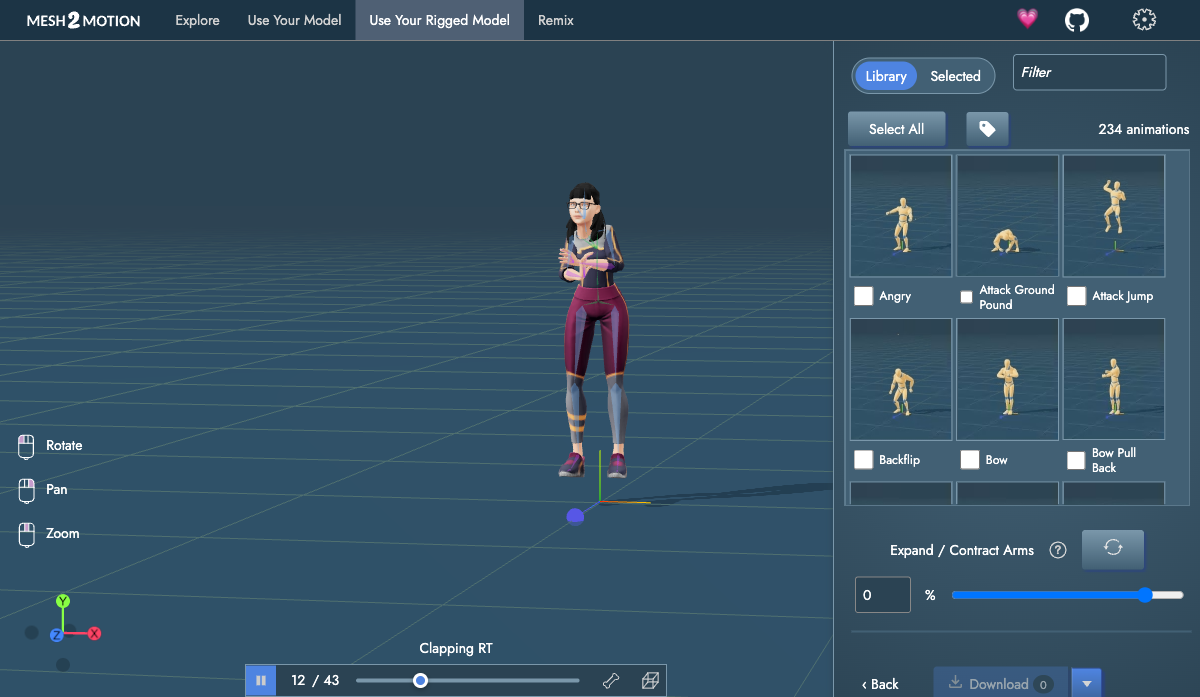 MESH2MOTION
Explore
Use Your Model
Use Your Rigged Model
Remix
Library
Selected
Filter
Select All
234 animations
Angry
Attack Ground
Pound
Attack Jump
Backflip
Bow
Bow Pull
Back
Rotate
Pan
Zoom
Expand / Contract Arms
?
0
%
Y
Z
X
Clapping RT
12 / 43
‹ Back
Download 0